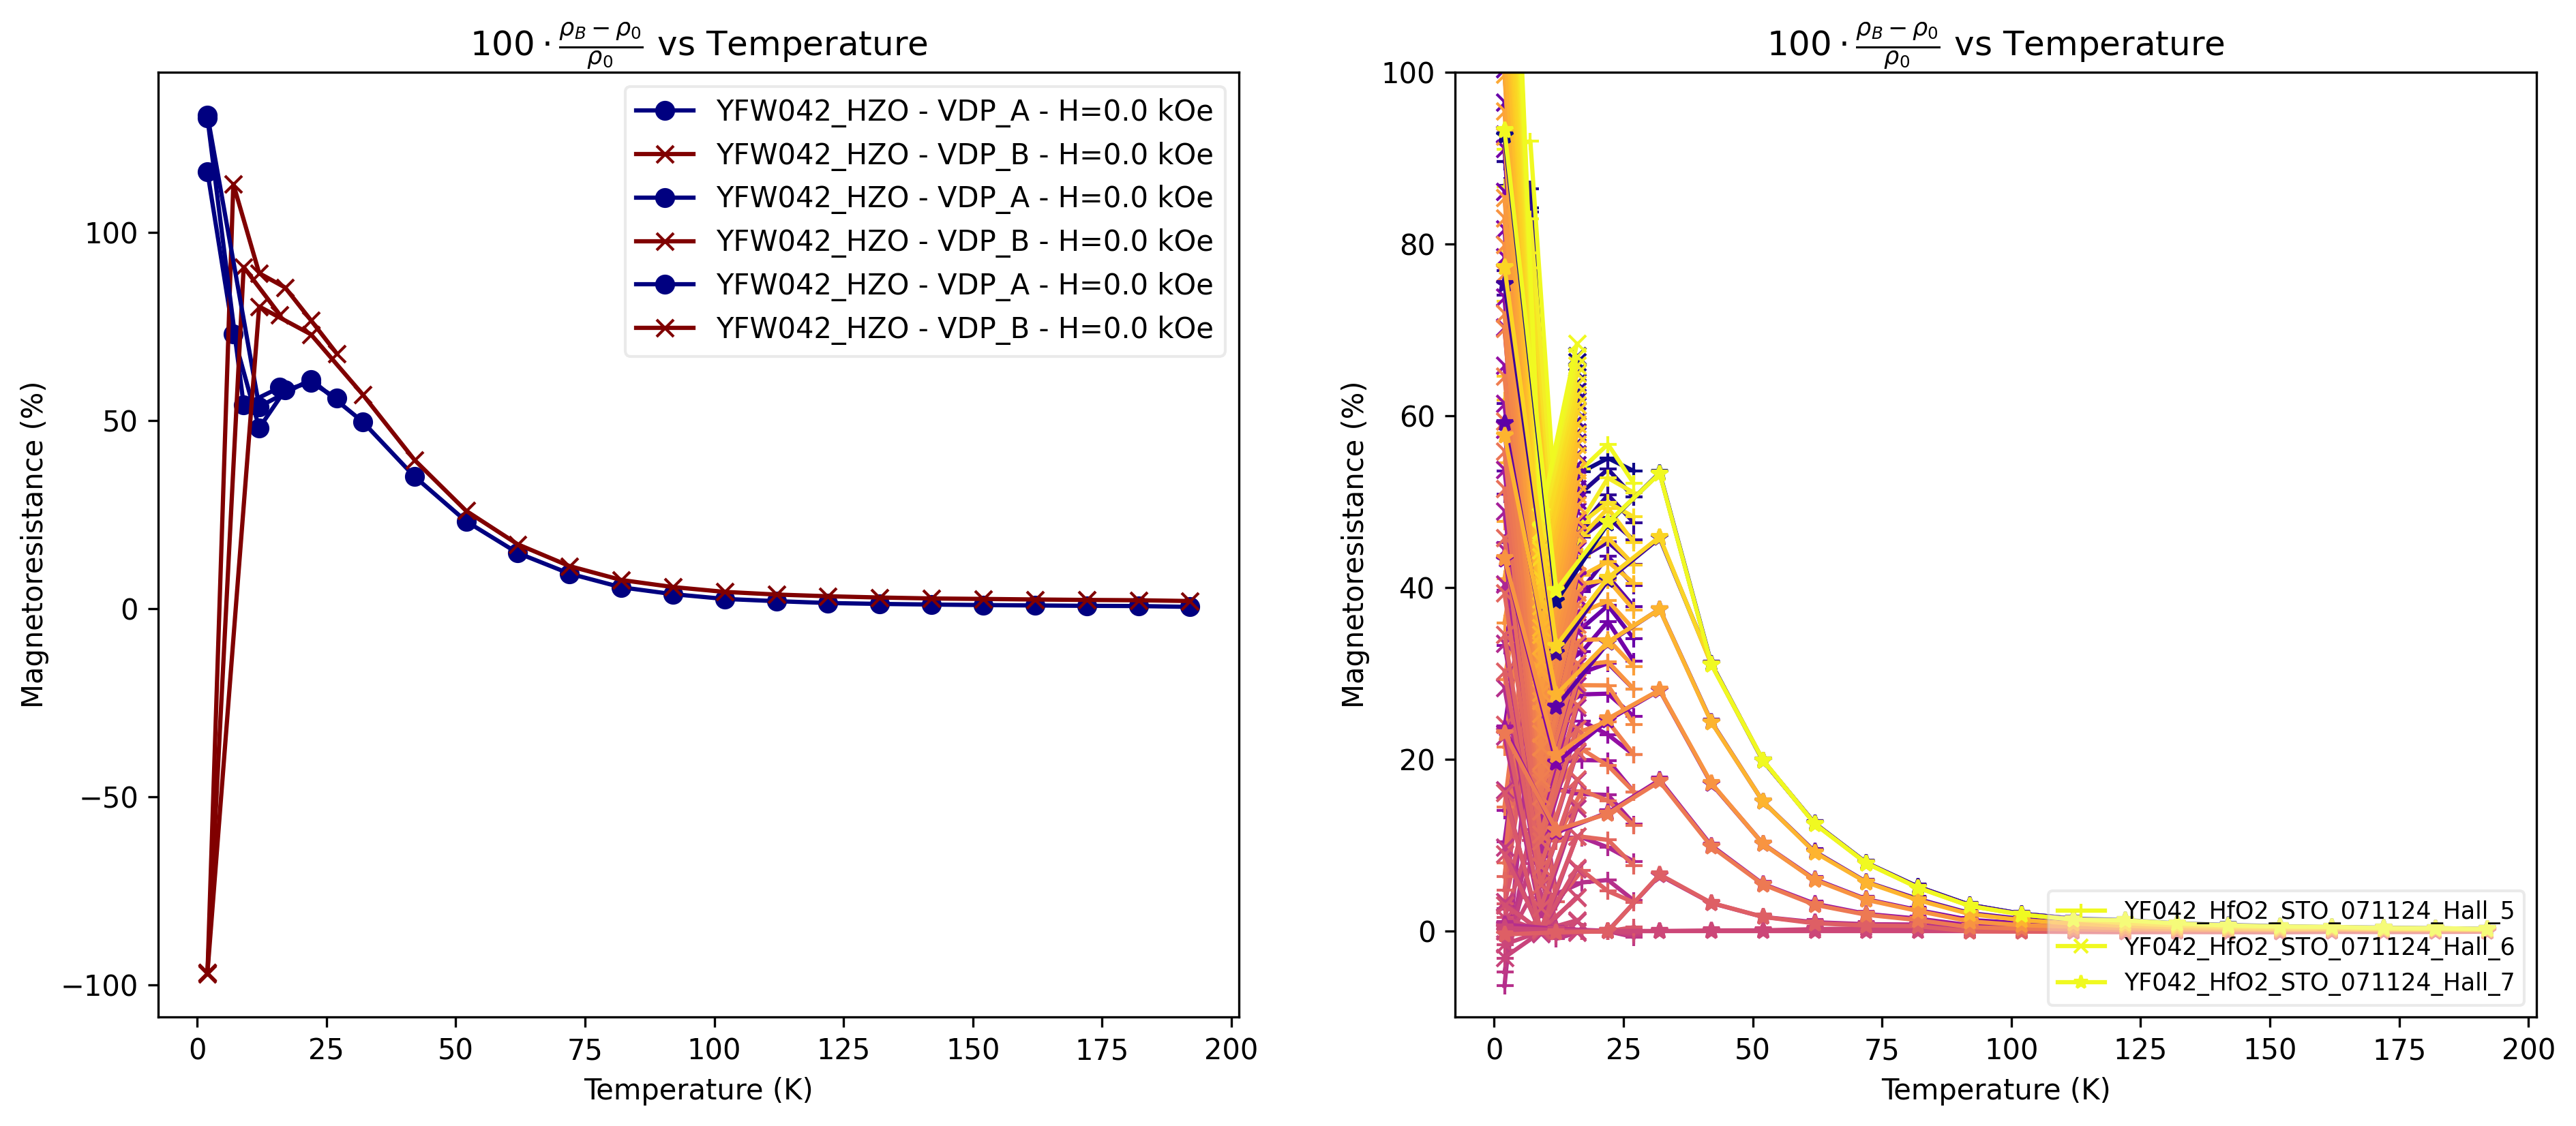 100 · (ρ_B − ρ_0)/ρ_0 vs Temperature
Magnetoresistance (%)
100
50
0
−50
−100
YFW042_HZO - VDP_A - H=0.0 kOe
YFW042_HZO - VDP_B - H=0.0 kOe
YFW042_HZO - VDP_A - H=0.0 kOe
YFW042_HZO - VDP_B - H=0.0 kOe
YFW042_HZO - VDP_A - H=0.0 kOe
YFW042_HZO - VDP_B - H=0.0 kOe
0 25 50 75 100 125 150 175 200
Temperature (K)
100 · (ρ_B − ρ_0)/ρ_0 vs Temperature
Magnetoresistance (%)
100
80
60
40
20
0
YF042_HfO2_STO_071124_Hall_5
YF042_HfO2_STO_071124_Hall_6
YF042_HfO2_STO_071124_Hall_7
0 25 50 75 100 125 150 175 200
Temperature (K)